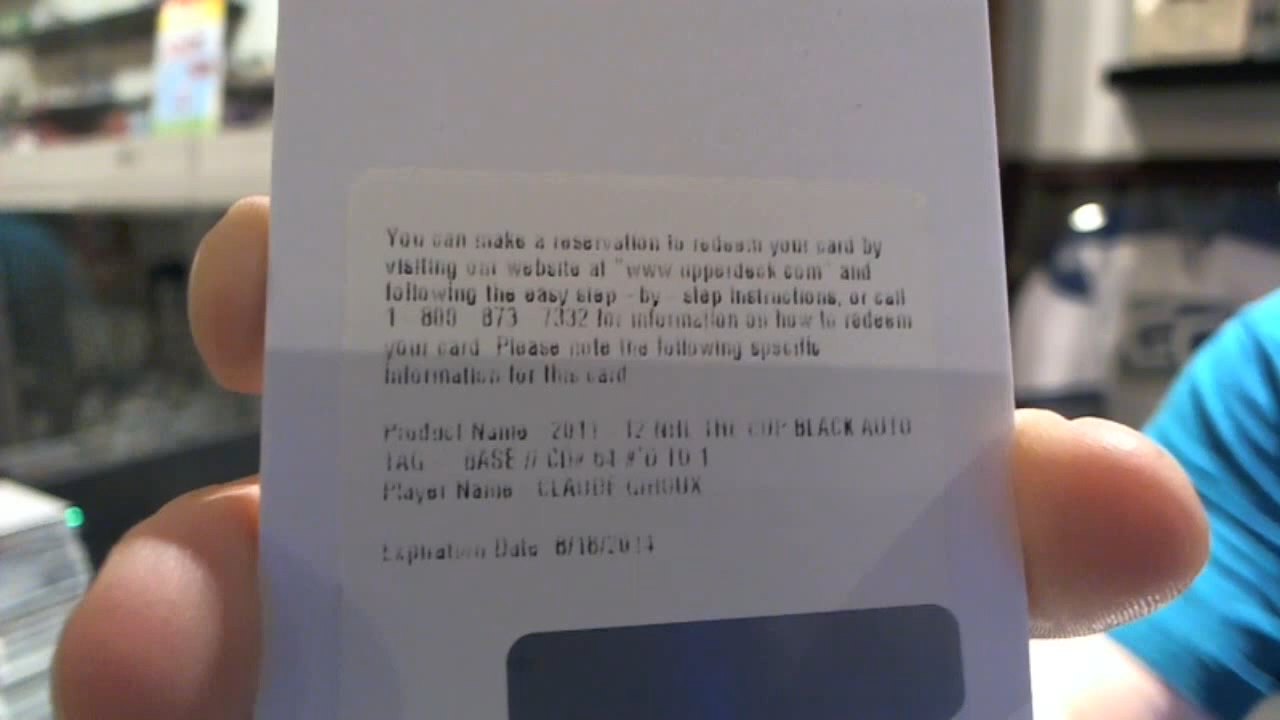 You can make a reservation to redeem your card by
visiting our website at "www upperdeck com" and
following the easy step - by - step instructions, or call
1 800 873 7332 for information on how to redeem
your card Please note the following specific
information for this card
Product Name 2011 - 12 NHL THE CUP BLACK AUTO
TAG - BASE // CD# 64 #'D TO 1
Player Name CLAUDE GIROUX
Expiration Date 8/18/2014